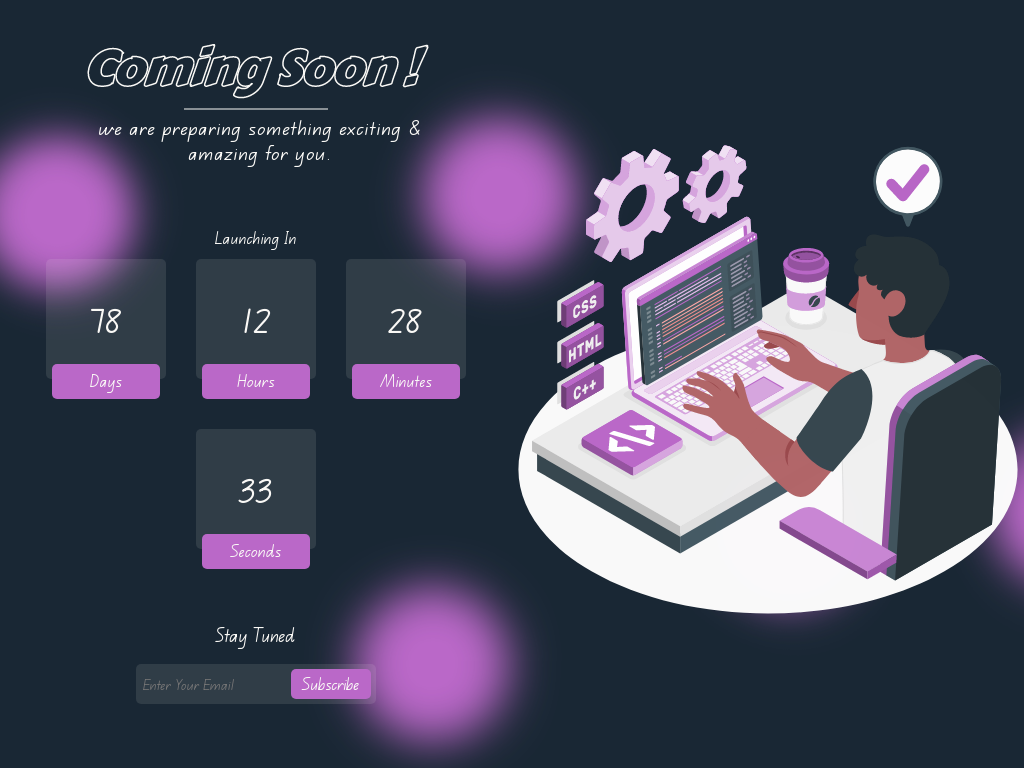 Coming Soon !
we are preparing something exciting &
amazing for you.
Launching In
78
Days
12
Hours
28
Minutes
33
Seconds
Stay Tuned
Enter Your Email
Subscribe
CSS
HTML
C++
</>